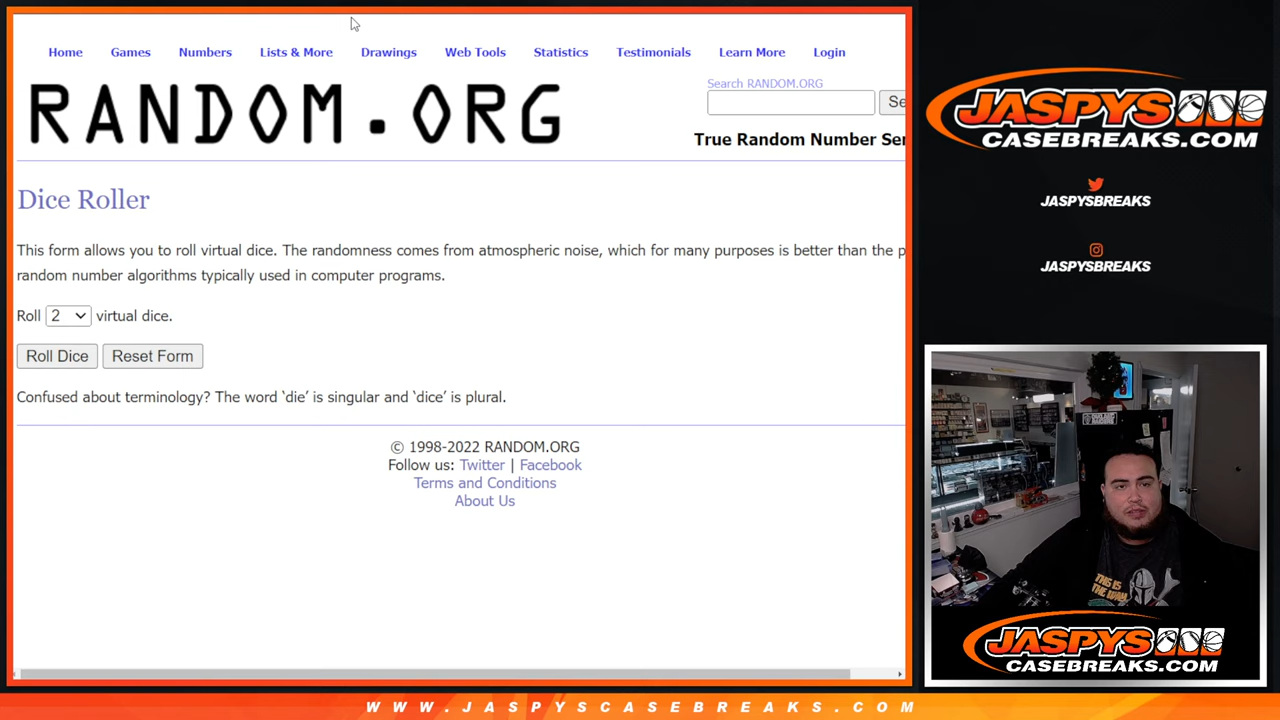 Home Games Numbers Lists & More Drawings Web Tools Statistics Testimonials Learn More Login
RANDOM.ORG
Search RANDOM.ORG
Se
True Random Number Ser
Dice Roller
This form allows you to roll virtual dice. The randomness comes from atmospheric noise, which for many purposes is better than the p
random number algorithms typically used in computer programs.
Roll 2 virtual dice.
Roll Dice Reset Form
Confused about terminology? The word ‘die’ is singular and ‘dice’ is plural.
© 1998-2022 RANDOM.ORG
Follow us: Twitter | Facebook
Terms and Conditions
About Us
JASPYS
CASEBREAKS.COM
JASPYSBREAKS
JASPYSBREAKS
THIS IS
THE WAY
JASPYS
CASEBREAKS.COM
WWW.JASPYSCASEBREAKS.COM